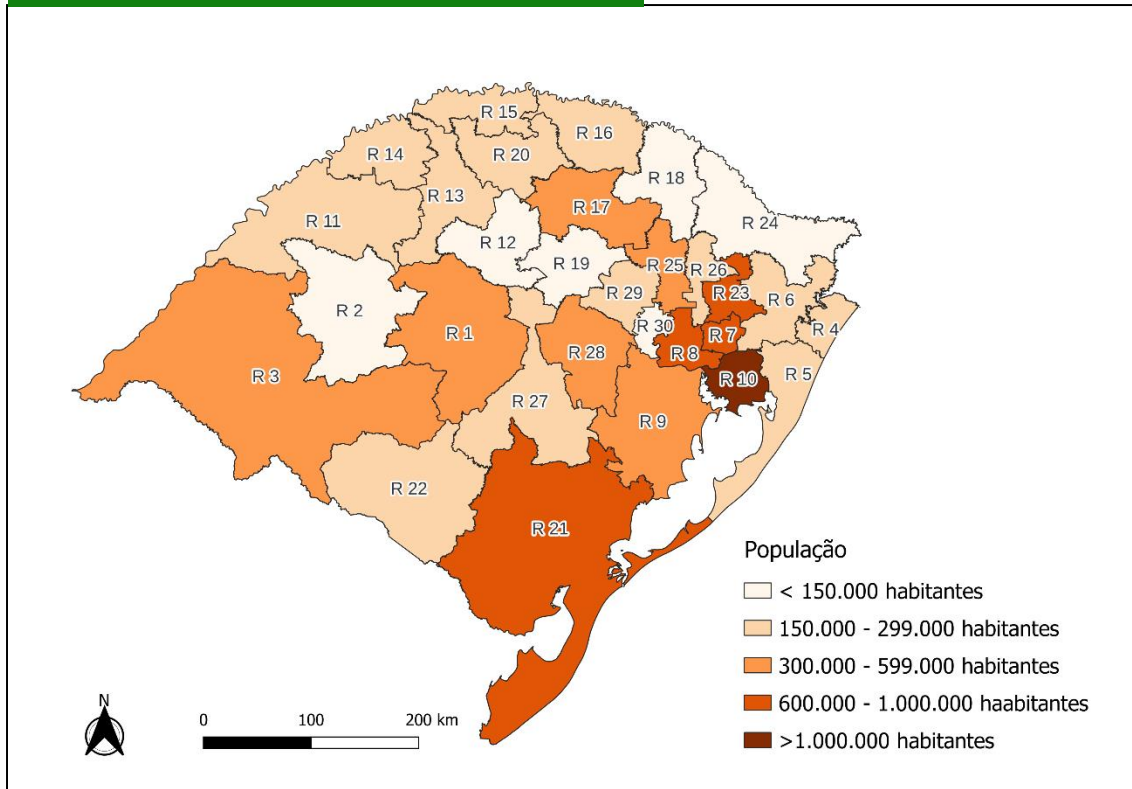 R 15
R 16
R 14
R 20
R 18
R 13
R 17
R 11
R 24
R 12
R 19
R 25
R 26
R 29
R 23
R 6
R 2
R 30
R 4
R 1
R 7
R 28
R 8
R 3
R 5
R 10
R 27
R 9
R 22
R 21
População
< 150.000 habitantes
150.000 - 299.000 habitantes
300.000 - 599.000 habitantes
600.000 - 1.000.000 haabitantes
>1.000.000 habitantes
N
0 100 200 km